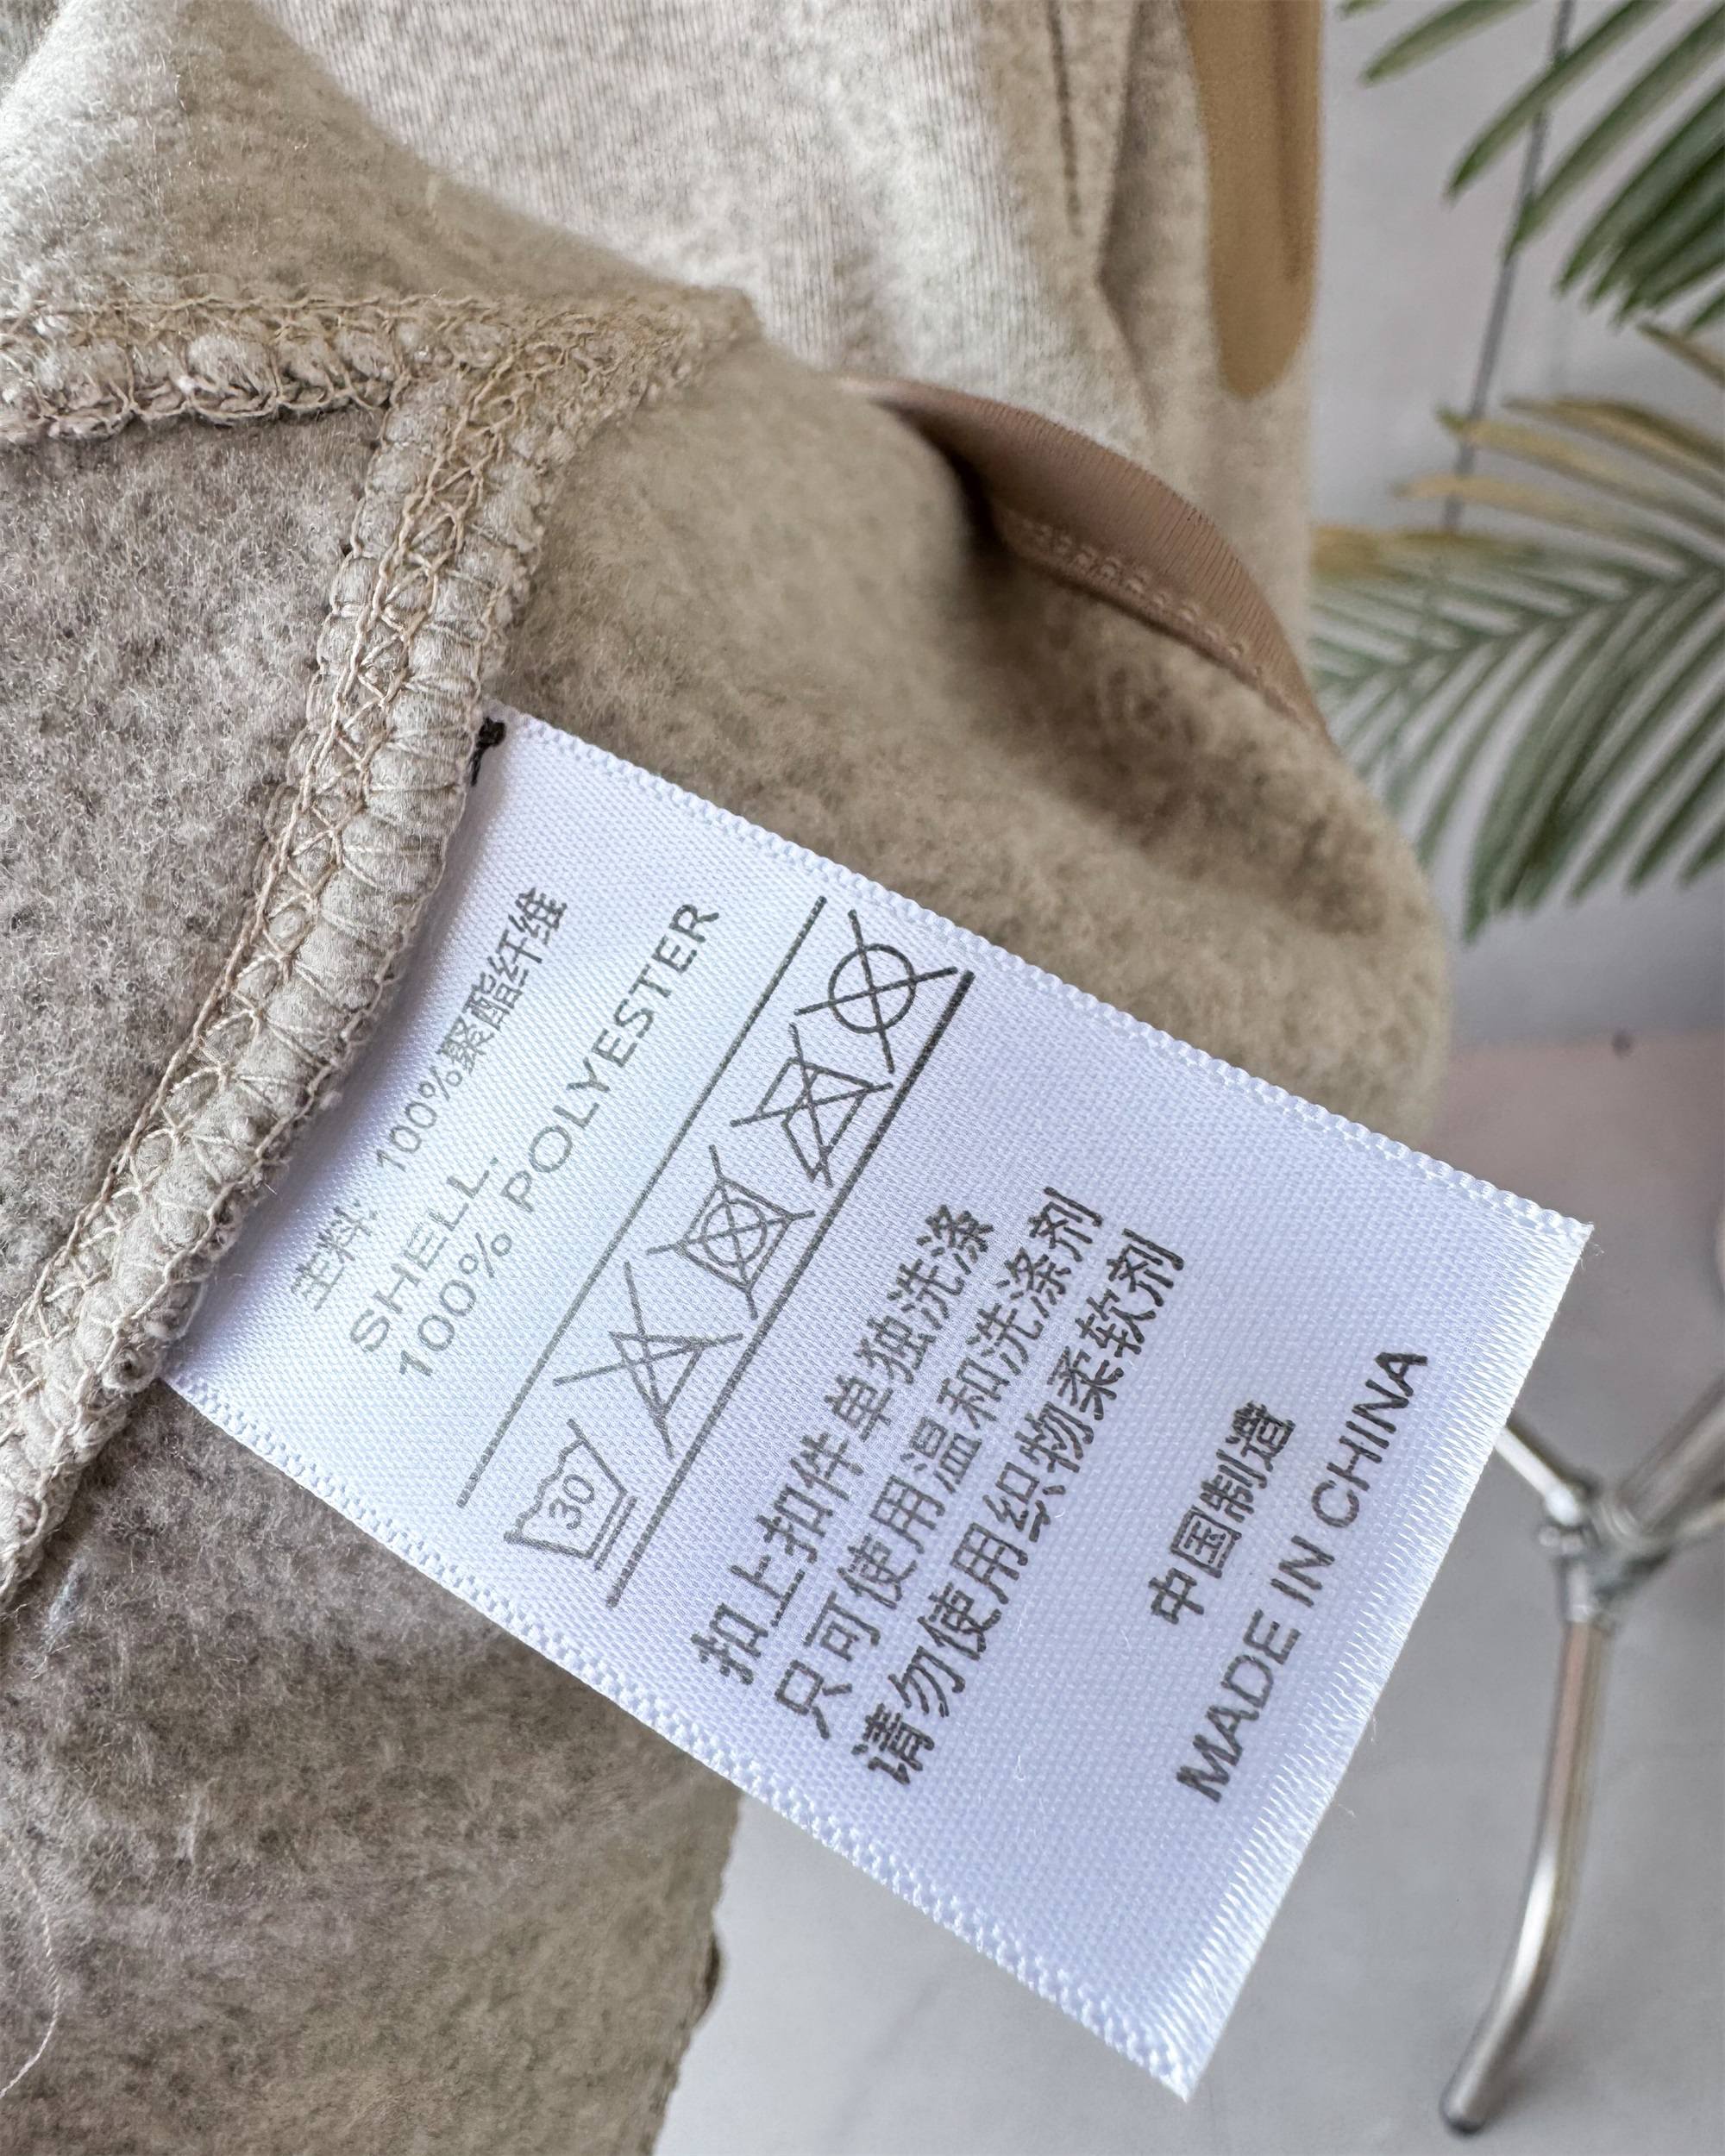 主料：100%聚酯纤维
SHELL:
100% POLYESTER
30
扣上扣件单独洗涤
只可使用温和洗涤剂
请勿使用织物柔软剂
中国制造
MADE IN CHINA